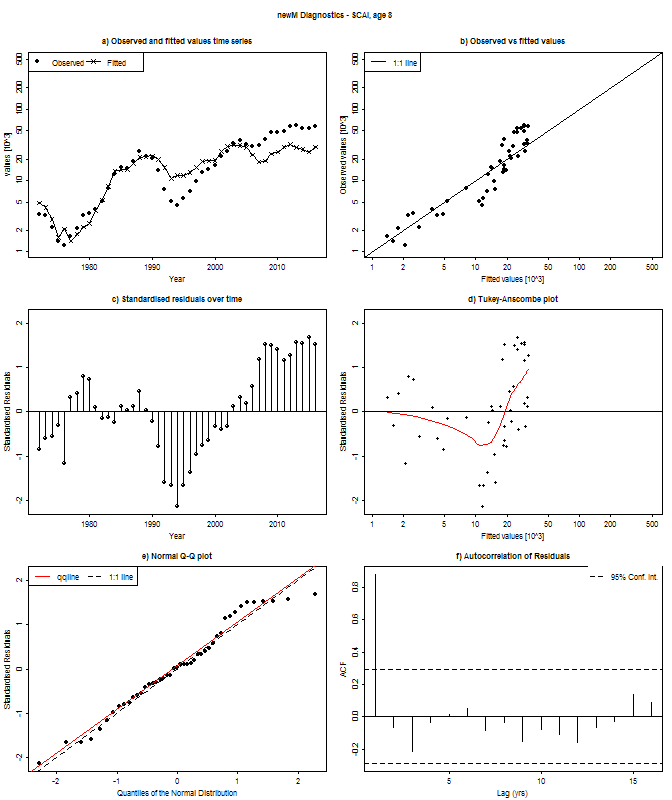 newM Diagnostics - SCAI, age 8
a) Observed and fitted values time series
values [10^3]
500
200
100
50
20
10
5
2
1
Observed Fitted
1980 1990 2000 2010
Year
b) Observed vs fitted values
Observed values [10^3]
500
200
100
50
20
10
5
2
1
1:1 line
1 2 5 10 20 50 100 200 500
Fitted values [10^3]
c) Standardised residuals over time
Standardised Residuals
2
1
0
-1
-2
1980 1990 2000 2010
Year
d) Tukey-Anscombe plot
Standardised Residuals
2
1
0
-1
-2
1 2 5 10 20 50 100 200 500
Fitted values [10^3]
e) Normal Q-Q plot
Standardised Residuals
2
1
0
-1
-2
qqline 1:1 line
-2 -1 0 1 2
Quantiles of the Normal Distribution
f) Autocorrelation of Residuals
ACF
0.8
0.6
0.4
0.2
0.0
-0.2
95% Conf. Int.
5 10 15
Lag (yrs)